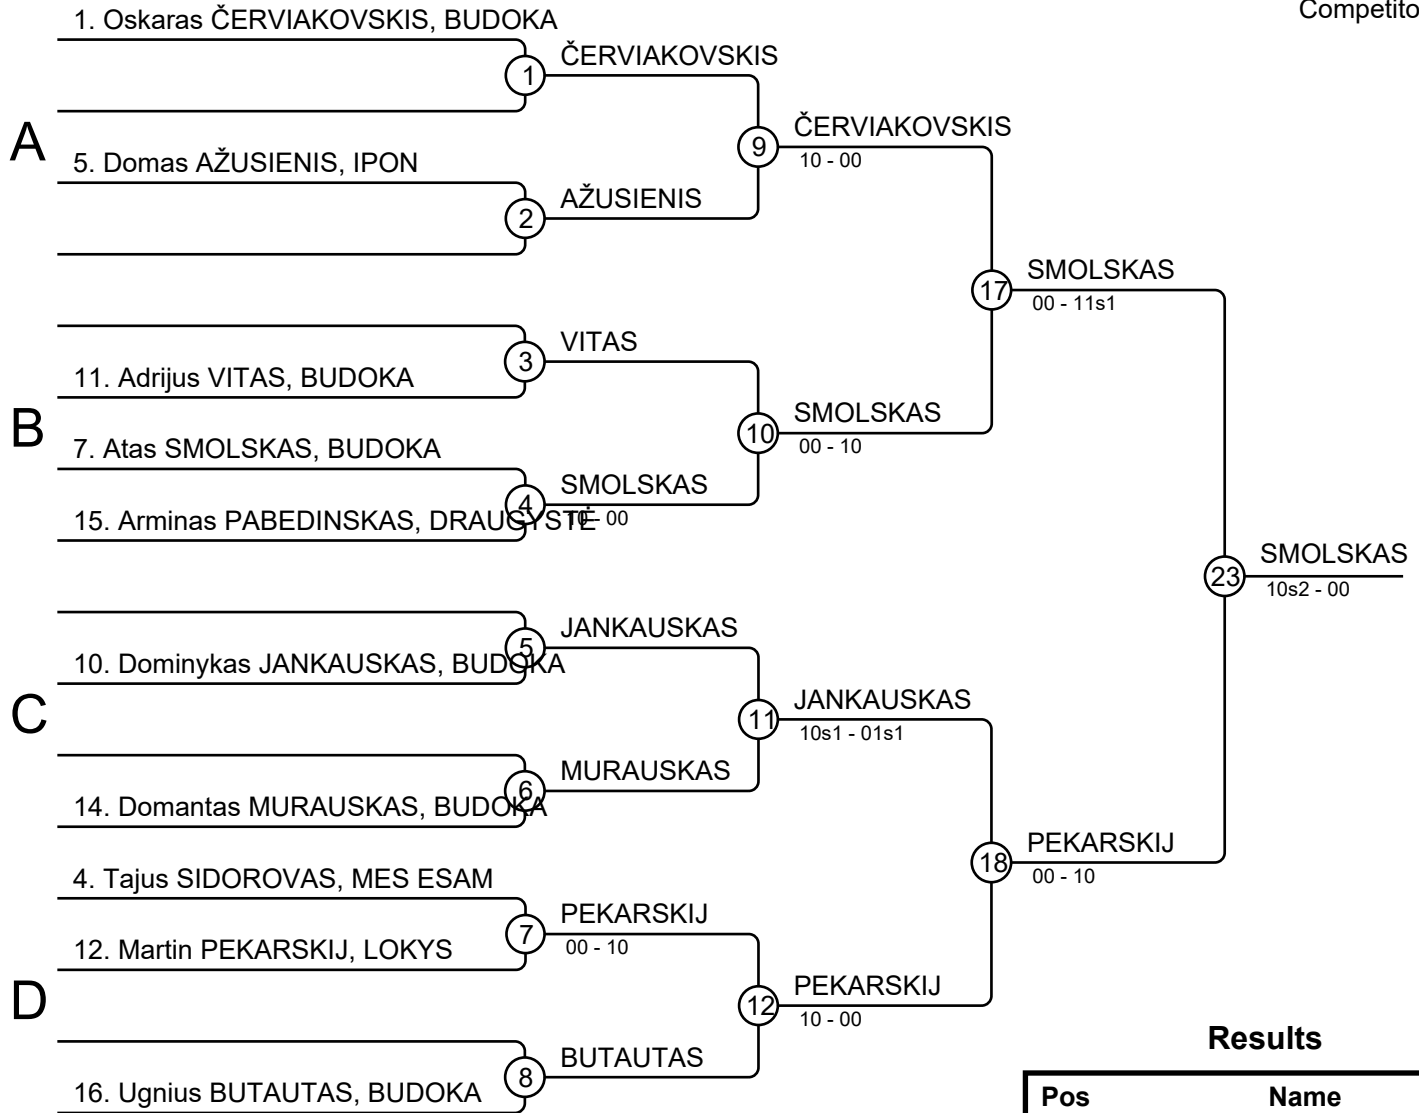 Competito
1. Oskaras ČERVIAKOVSKIS, BUDOKA
1
ČERVIAKOVSKIS
A
9
ČERVIAKOVSKIS
10 - 00
5. Domas AŽUSIENIS, IPON
2
AŽUSIENIS
17
SMOLSKAS
00 - 11s1
3
VITAS
11. Adrijus VITAS, BUDOKA
B
10
SMOLSKAS
00 - 10
7. Atas SMOLSKAS, BUDOKA
4
SMOLSKAS
10 - 00
15. Arminas PABEDINSKAS, DRAUGYSTĖ
23
SMOLSKAS
10s2 - 00
5
JANKAUSKAS
10. Dominykas JANKAUSKAS, BUDOKA
C
11
JANKAUSKAS
10s1 - 01s1
6
MURAUSKAS
14. Domantas MURAUSKAS, BUDOKA
18
PEKARSKIJ
00 - 10
4. Tajus SIDOROVAS, MES ESAM
7
PEKARSKIJ
00 - 10
12. Martin PEKARSKIJ, LOKYS
D
12
PEKARSKIJ
10 - 00
8
BUTAUTAS
16. Ugnius BUTAUTAS, BUDOKA
Results
Pos Name